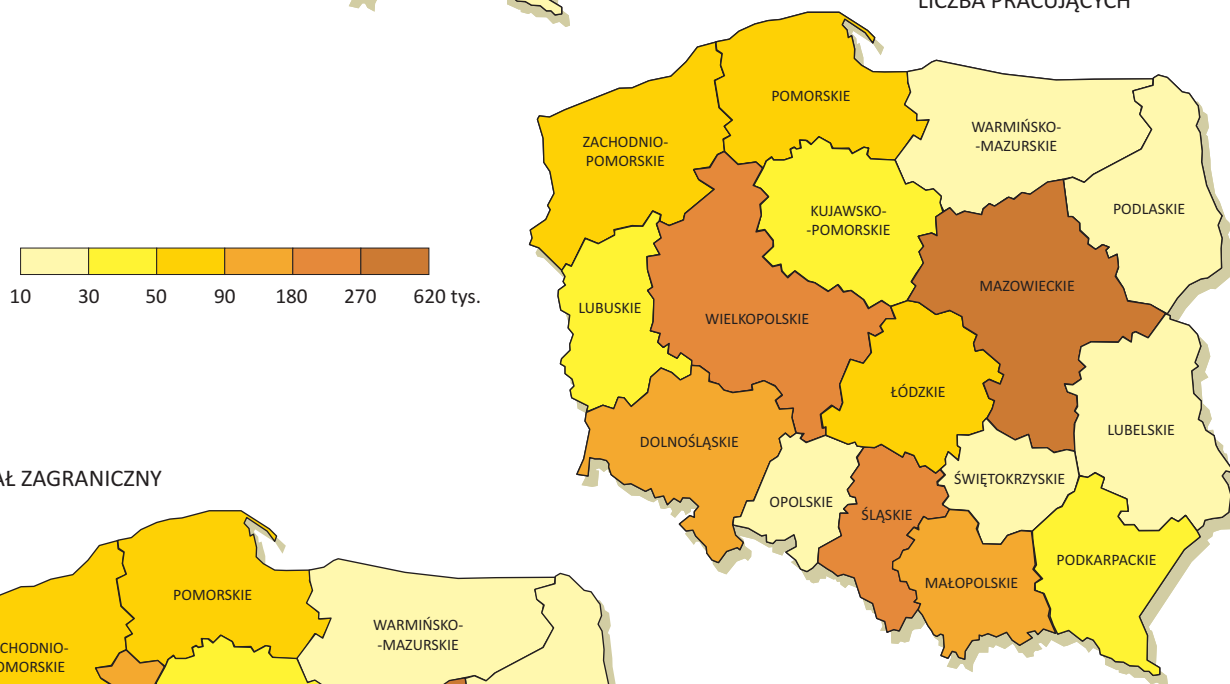 LICZBA PRACUJĄCYCH
POMORSKIE
ZACHODNIO-
POMORSKIE
WARMIŃSKO-
-MAZURSKIE
PODLASKIE
KUJAWSKO-
-POMORSKIE
MAZOWIECKIE
LUBUSKIE
WIELKOPOLSKIE
10 30 50 90 180 270 620 tys.
ŁÓDZKIE
LUBELSKIE
DOLNOŚLĄSKIE
ŚWIĘTOKRZYSKIE
OPOLSKIE
ŚLĄSKIE
PODKARPACKIE
MAŁOPOLSKIE
AŁ ZAGRANICZNY
POMORSKIE
WARMIŃSKO-
-MAZURSKIE
CHODNIO-
OMORSKIE